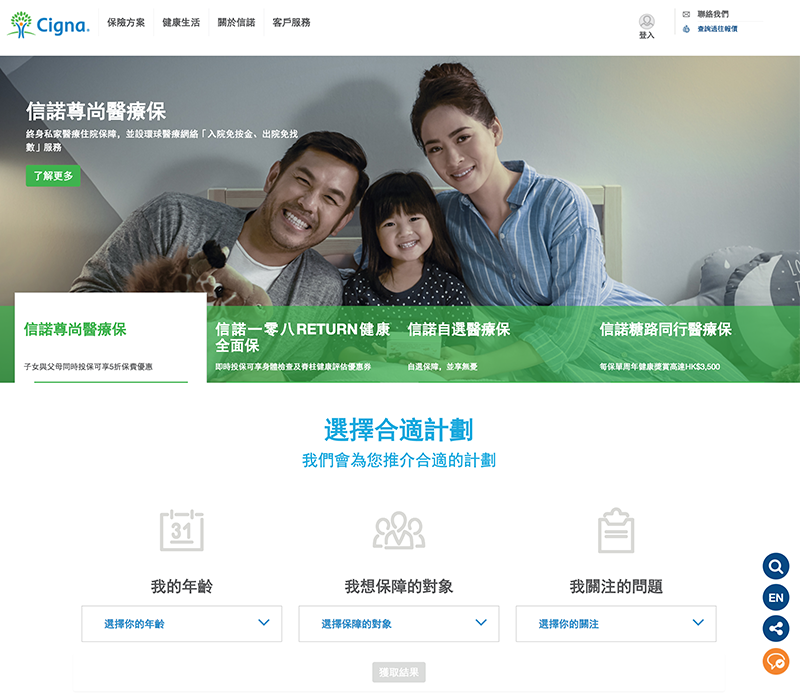 Cigna.
保險方案
健康生活
關於信諾
客戶服務
登入
聯絡我們
查詢過往報價
信諾尊尚醫療保
終身私家醫療住院保障，並設環球醫療網絡「入院免按金、出院免找
數」服務
了解更多
信諾尊尚醫療保
子女與父母同時投保可享5折保費優惠
信諾一零八RETURN健康
全面保
即時投保可享身體檢查及脊柱健康評估優惠券
信諾自選醫療保
自選保障，並享無憂
信諾糖路同行醫療保
每保單周年健康獎賞高達HK$3,500
選擇合適計劃
我們會為您推介合適的計劃
31
我的年齡
選擇你的年齡
我想保障的對象
選擇保障的對象
我關注的問題
選擇你的關注
獲取結果
EN